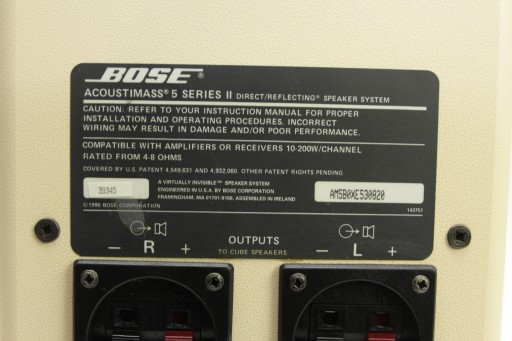 BOSE®
ACOUSTIMASS® 5 SERIES II DIRECT/REFLECTING® SPEAKER SYSTEM
CAUTION: REFER TO YOUR INSTRUCTION MANUAL FOR PROPER
INSTALLATION AND OPERATING PROCEDURES. INCORRECT
WIRING MAY RESULT IN DAMAGE AND/OR POOR PERFORMANCE.
COMPATIBLE WITH AMPLIFIERS OR RECEIVERS 10-200W/CHANNEL
RATED FROM 4-8 OHMS
COVERED BY U.S. PATENT 4,549,631 AND 4,932,060 OTHER PATENT RIGHTS PENDING
39345
A VIRTUALLY INVISIBLE™ SPEAKER SYSTEM
ENGINEERED IN U.S.A. BY BOSE CORPORATION
FRAMINGHAM, MA 01701-9168, ASSEMBLED IN IRELAND
AM5B0XE530820
©1990 BOSE CORPORATION
143751
− R +
OUTPUTS
TO CUBE SPEAKERS
− L +